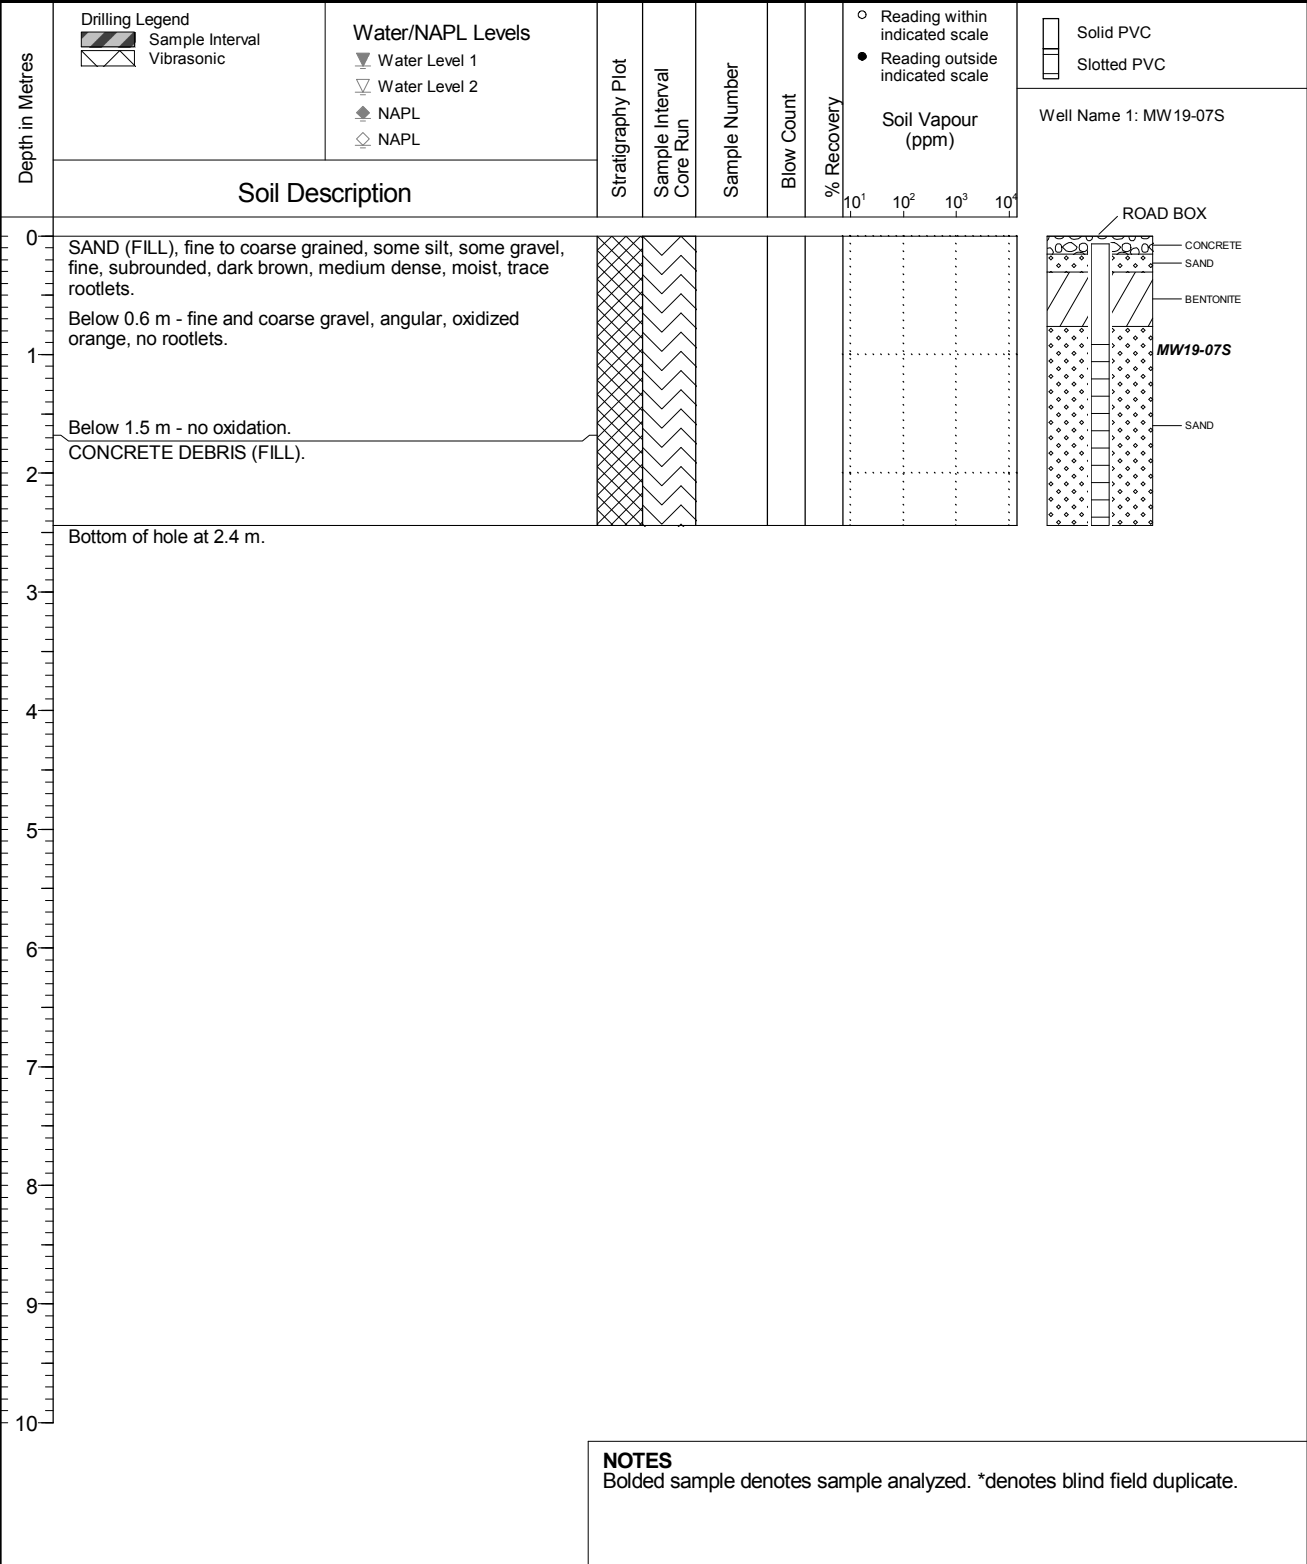 Depth in Metres
Drilling Legend
Sample Interval
Vibrasonic
Water/NAPL Levels
Water Level 1
Water Level 2
NAPL
NAPL
Soil Description
Stratigraphy Plot
Sample Interval
Core Run
Sample Number
Blow Count
% Recovery
Reading within
indicated scale
Reading outside
indicated scale
Soil Vapour
(ppm)
10¹ 10² 10³ 10⁴
Solid PVC
Slotted PVC
Well Name 1: MW19-07S
ROAD BOX
CONCRETE
SAND
BENTONITE
MW19-07S
SAND
0
SAND (FILL), fine to coarse grained, some silt, some gravel,
fine, subrounded, dark brown, medium dense, moist, trace
rootlets.
Below 0.6 m - fine and coarse gravel, angular, oxidized
orange, no rootlets.
1
Below 1.5 m - no oxidation.
CONCRETE DEBRIS (FILL).
2
Bottom of hole at 2.4 m.
3
4
5
6
7
8
9
10
NOTES
Bolded sample denotes sample analyzed. *denotes blind field duplicate.